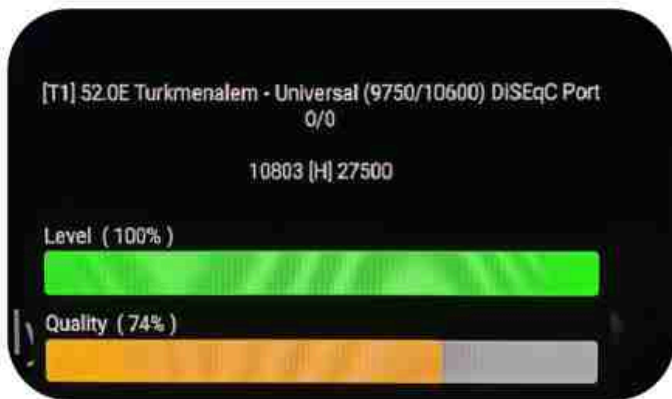 [T1] 52.0E Turkmenalem - Universal (9750/10600) DiSEqC Port
0/0
10803 [H] 27500
Level ( 100% )
Quality ( 74% )